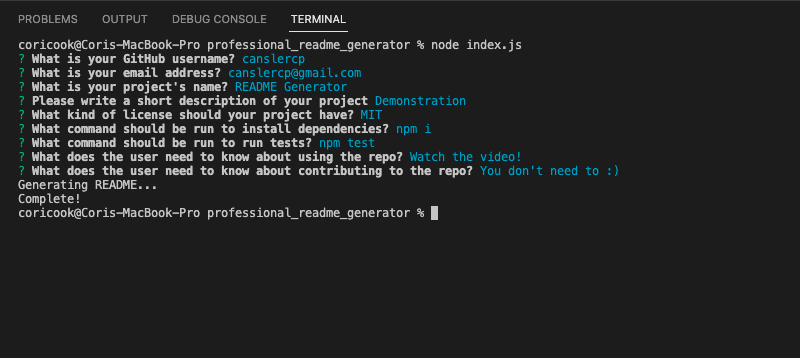 PROBLEMS OUTPUT DEBUG CONSOLE TERMINAL
coricook@Coris-MacBook-Pro professional_readme_generator % node index.js
? What is your GitHub username? canslercp
? What is your email address? canslercp@gmail.com
? What is your project's name? README Generator
? Please write a short description of your project Demonstration
? What kind of license should your project have? MIT
? What command should be run to install dependencies? npm i
? What command should be run to run tests? npm test
? What does the user need to know about using the repo? Watch the video!
? What does the user need to know about contributing to the repo? You don't need to :)
Generating README...
Complete!
coricook@Coris-MacBook-Pro professional_readme_generator %